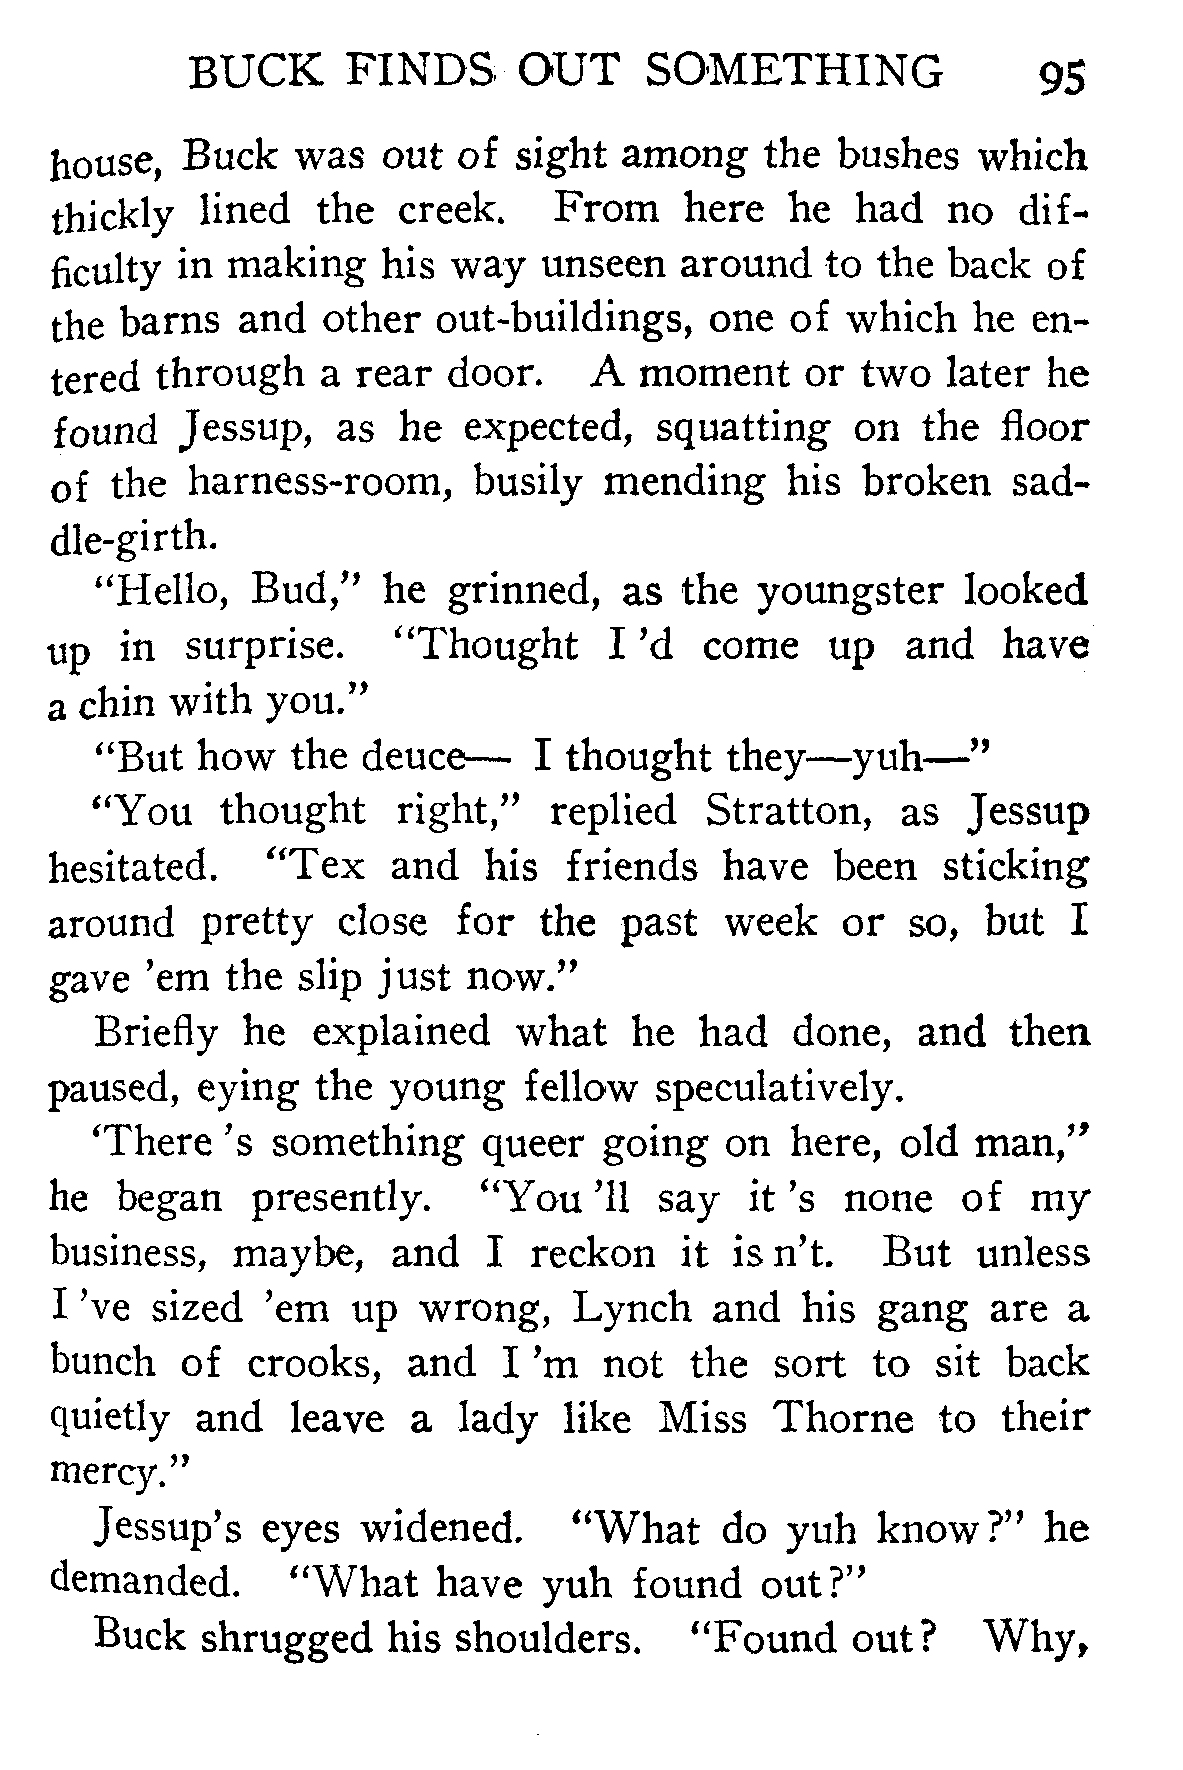 BUCK FINDS OUT SOMETHING 95
house, Buck was out of sight among the bushes which
thickly lined the creek. From here he had no dif-
ficulty in making his way unseen around to the back of
the barns and other out-buildings, one of which he en-
tered through a rear door. A moment or two later he
found Jessup, as he expected, squatting on the floor
of the harness-room, busily mending his broken sad-
dle-girth.
“Hello, Bud,” he grinned, as the youngster looked
up in surprise. “Thought I ’d come up and have
a chin with you.”
“But how the deuce— I thought they—yuh—”
“You thought right,” replied Stratton, as Jessup
hesitated. “Tex and his friends have been sticking
around pretty close for the past week or so, but I
gave ’em the slip just now.”
Briefly he explained what he had done, and then
paused, eying the young fellow speculatively.
‘There ’s something queer going on here, old man,”
he began presently. “You ’ll say it ’s none of my
business, maybe, and I reckon it is n’t. But unless
I ’ve sized ’em up wrong, Lynch and his gang are a
bunch of crooks, and I ’m not the sort to sit back
quietly and leave a lady like Miss Thorne to their
mercy.”
Jessup’s eyes widened. “What do yuh know?” he
demanded. “What have yuh found out?”
Buck shrugged his shoulders. “Found out? Why,